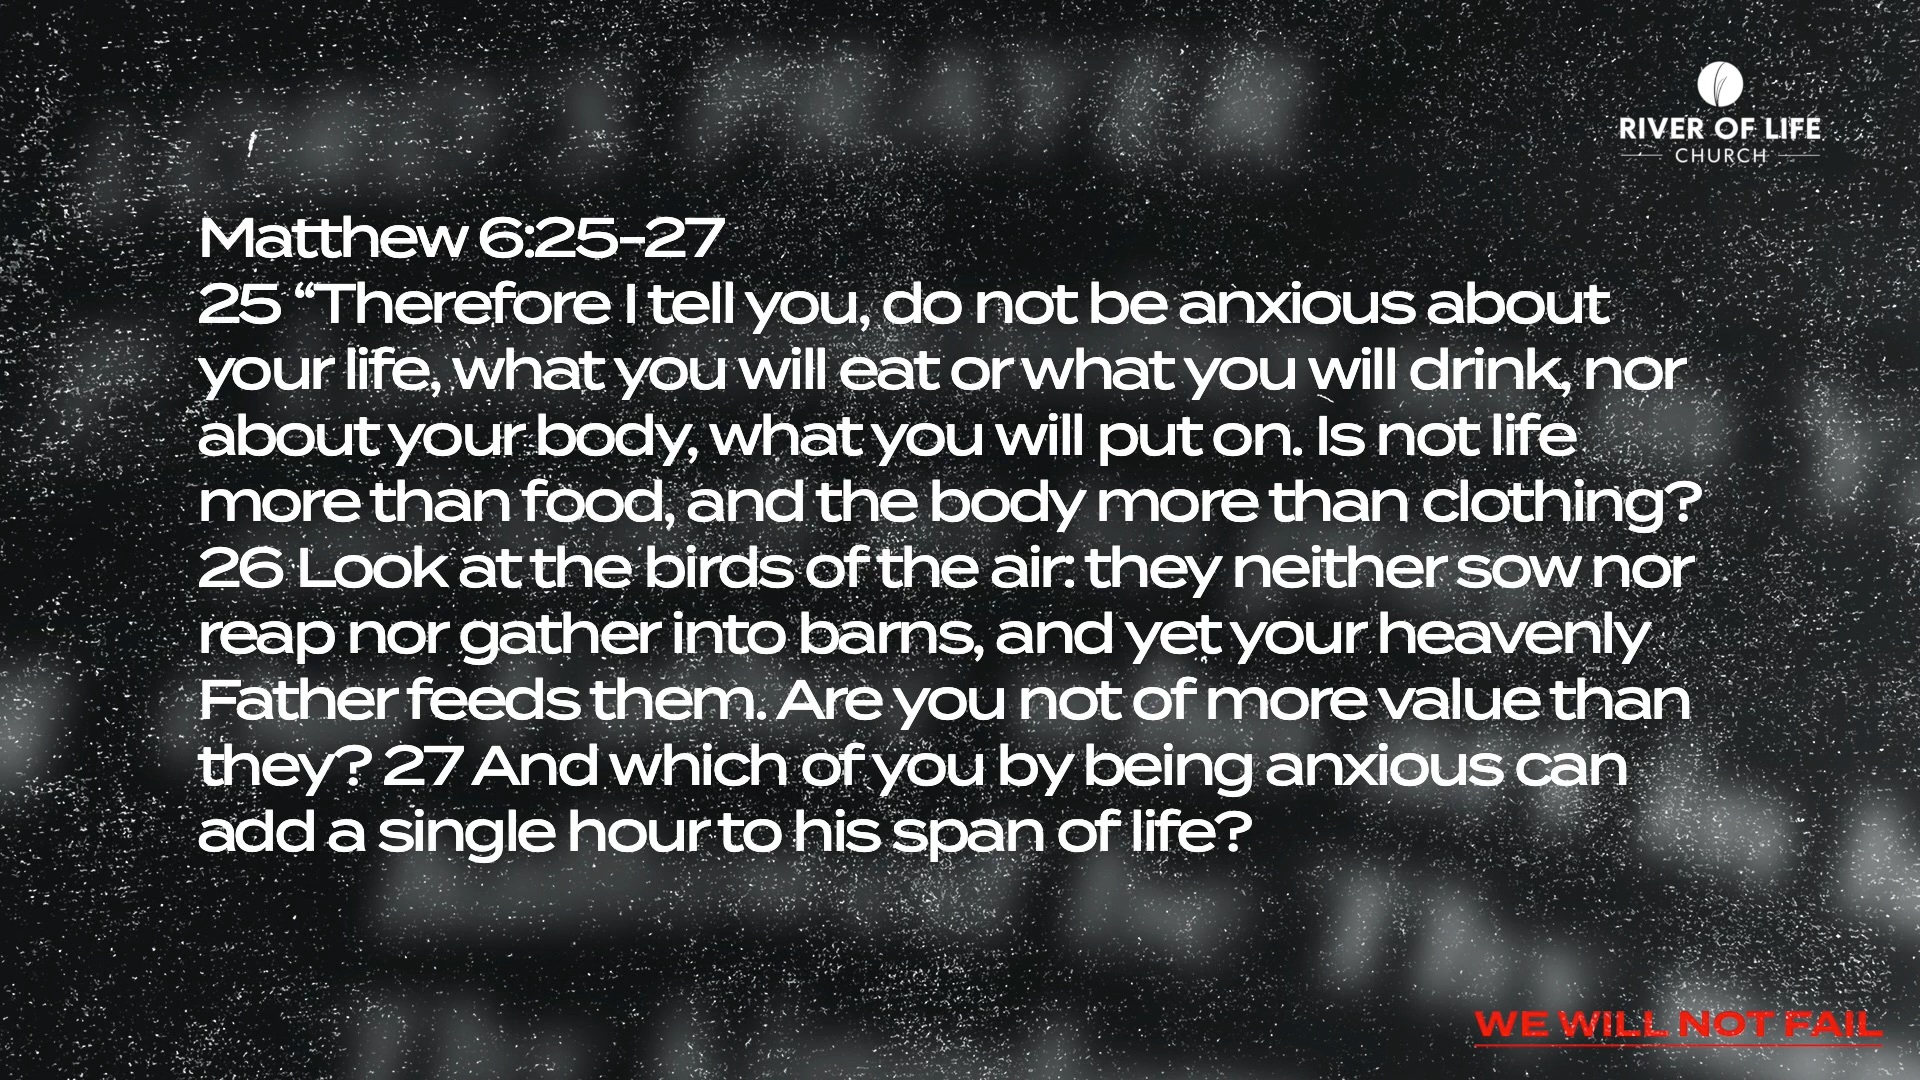 RIVER OF LIFE
CHURCH
Matthew 6:25-27
25 “Therefore I tell you, do not be anxious about
your life, what you will eat or what you will drink, nor
about your body, what you will put on. Is not life
more than food, and the body more than clothing?
26 Look at the birds of the air: they neither sow nor
reap nor gather into barns, and yet your heavenly
Father feeds them. Are you not of more value than
they? 27 And which of you by being anxious can
add a single hour to his span of life?
WE WILL NOT FAIL